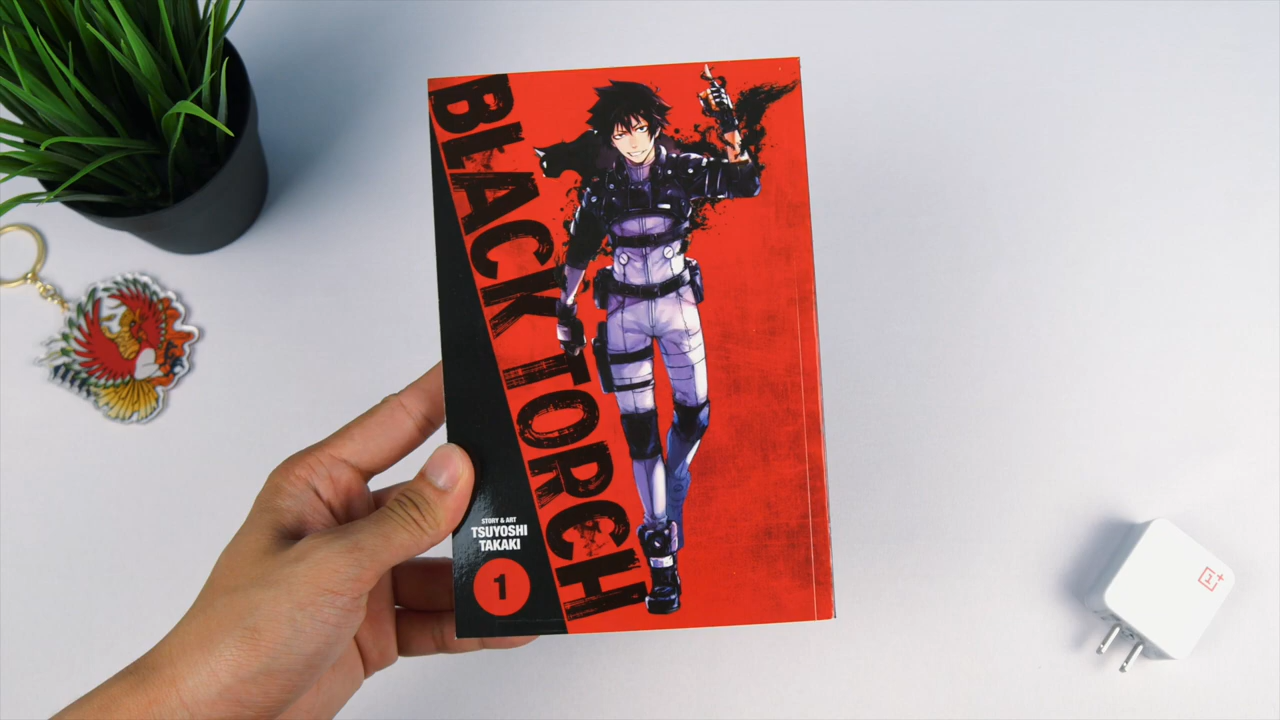 BLACK TORCH
STORY & ART
TSUYOSHI
TAKAKI
1